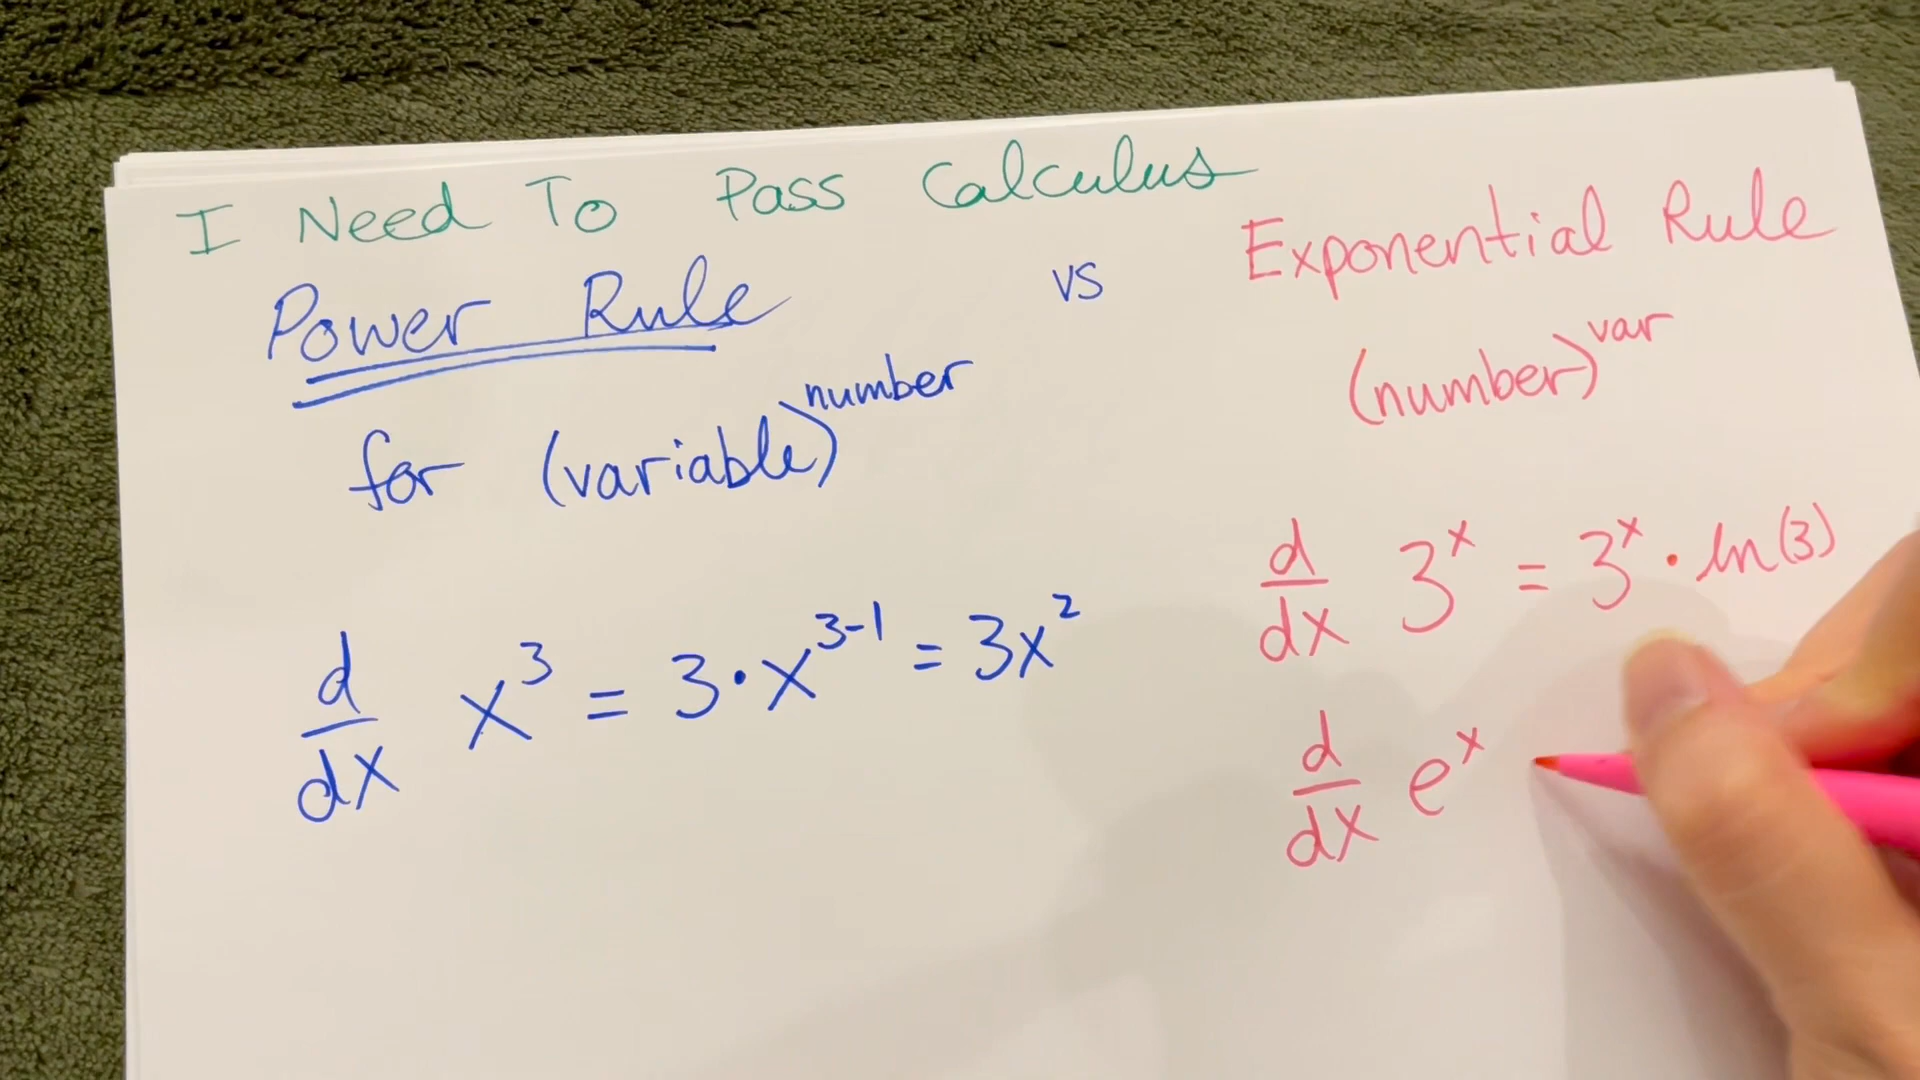 I Need To Pass Calculus
Power Rule vs Exponential Rule
for (variable)^number
(number)^var
d/dx x^3 = 3·x^(3-1) = 3x^2
d/dx 3^x = 3^x · ln(3)
d/dx e^x